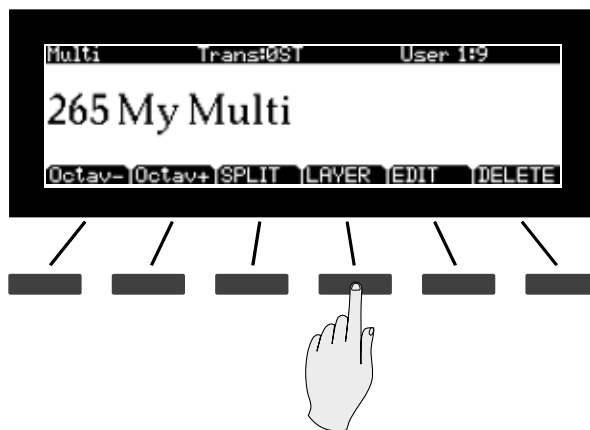 Multi Trans:0ST User 1:9
265 My Multi
Octav- Octav+ SPLIT LAYER EDIT DELETE